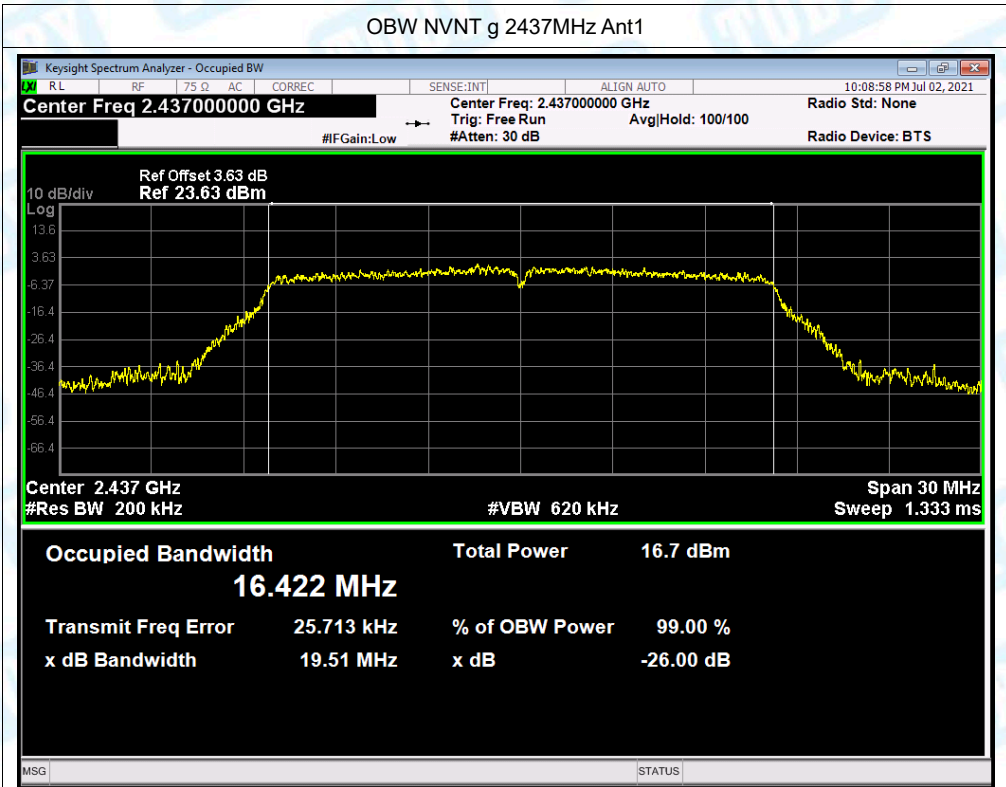 OBW NVNT g 2437MHz Ant1
Keysight Spectrum Analyzer - Occupied BW
LXI RL RF 75 Ω AC CORREC SENSE:INT ALIGN AUTO 10:08:58 PM Jul 02, 2021
Center Freq 2.437000000 GHz Center Freq: 2.437000000 GHz Radio Std: None
Trig: Free Run Avg|Hold: 100/100
#IFGain:Low #Atten: 30 dB Radio Device: BTS
Ref Offset 3.63 dB
10 dB/div Ref 23.63 dBm
Log
13.6
3.63
-6.37
-16.4
-26.4
-36.4
-46.4
-56.4
-66.4
Center 2.437 GHz Span 30 MHz
#Res BW 200 kHz #VBW 620 kHz Sweep 1.333 ms
Occupied Bandwidth Total Power 16.7 dBm
16.422 MHz
Transmit Freq Error 25.713 kHz % of OBW Power 99.00 %
x dB Bandwidth 19.51 MHz x dB -26.00 dB
MSG STATUS